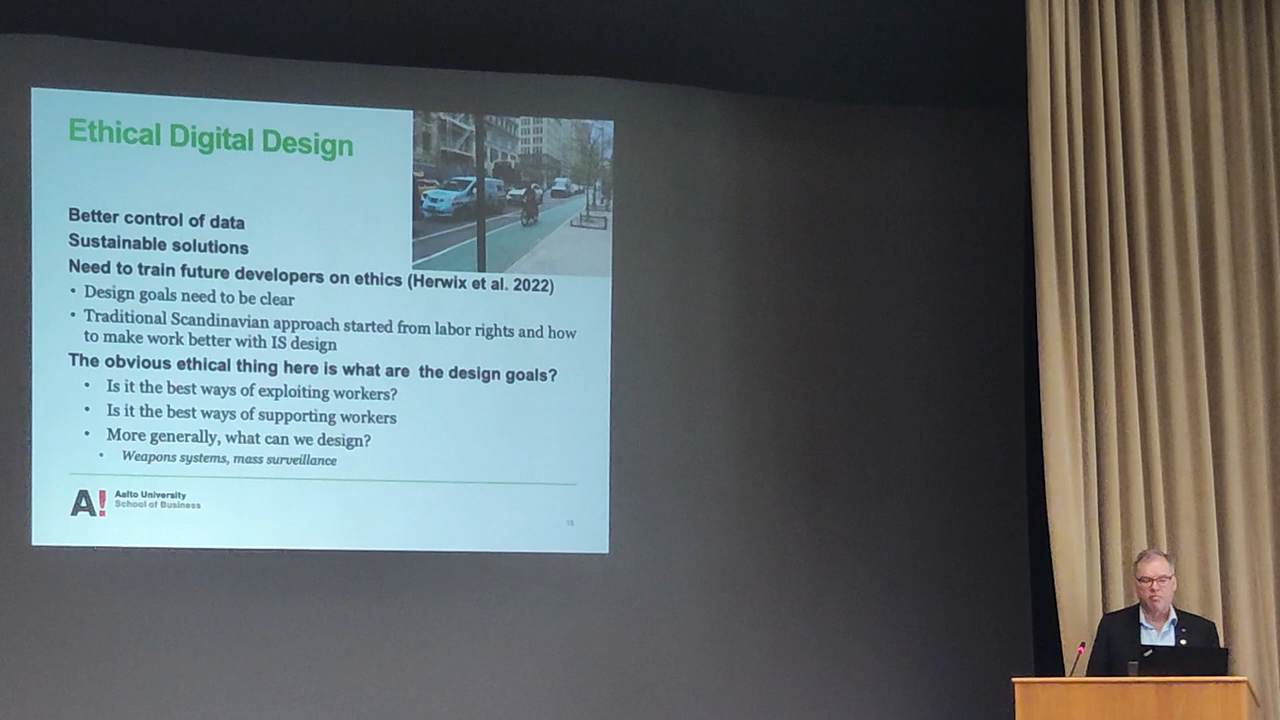 Ethical Digital Design
Better control of data
Sustainable solutions
Need to train future developers on ethics (Herwix et al. 2022)
• Design goals need to be clear
• Traditional Scandinavian approach started from labor rights and how
to make work better with IS design
The obvious ethical thing here is what are the design goals?
• Is it the best ways of exploiting workers?
• Is it the best ways of supporting workers
• More generally, what can we design?
• Weapons systems, mass surveillance
A!
Aalto University
School of Business